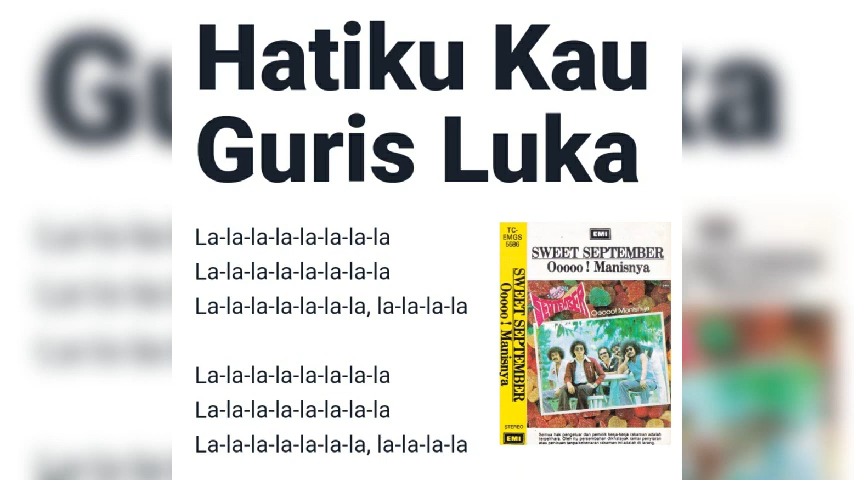 Hatiku Kau
Guris Luka
La-la-la-la-la-la-la-la
La-la-la-la-la-la-la-la
La-la-la-la-la-la-la, la-la-la-la
La-la-la-la-la-la-la-la
La-la-la-la-la-la-la-la
La-la-la-la-la-la-la, la-la-la-la
TC-
EMGS
5586
EMI
SWEET SEPTEMBER
Ooooo ! Manisnya
SWEET SEPTEMBER
Ooooo ! Manisnya
SEPTEMBER
Ooooo! Manisnya
STEREO
EMI